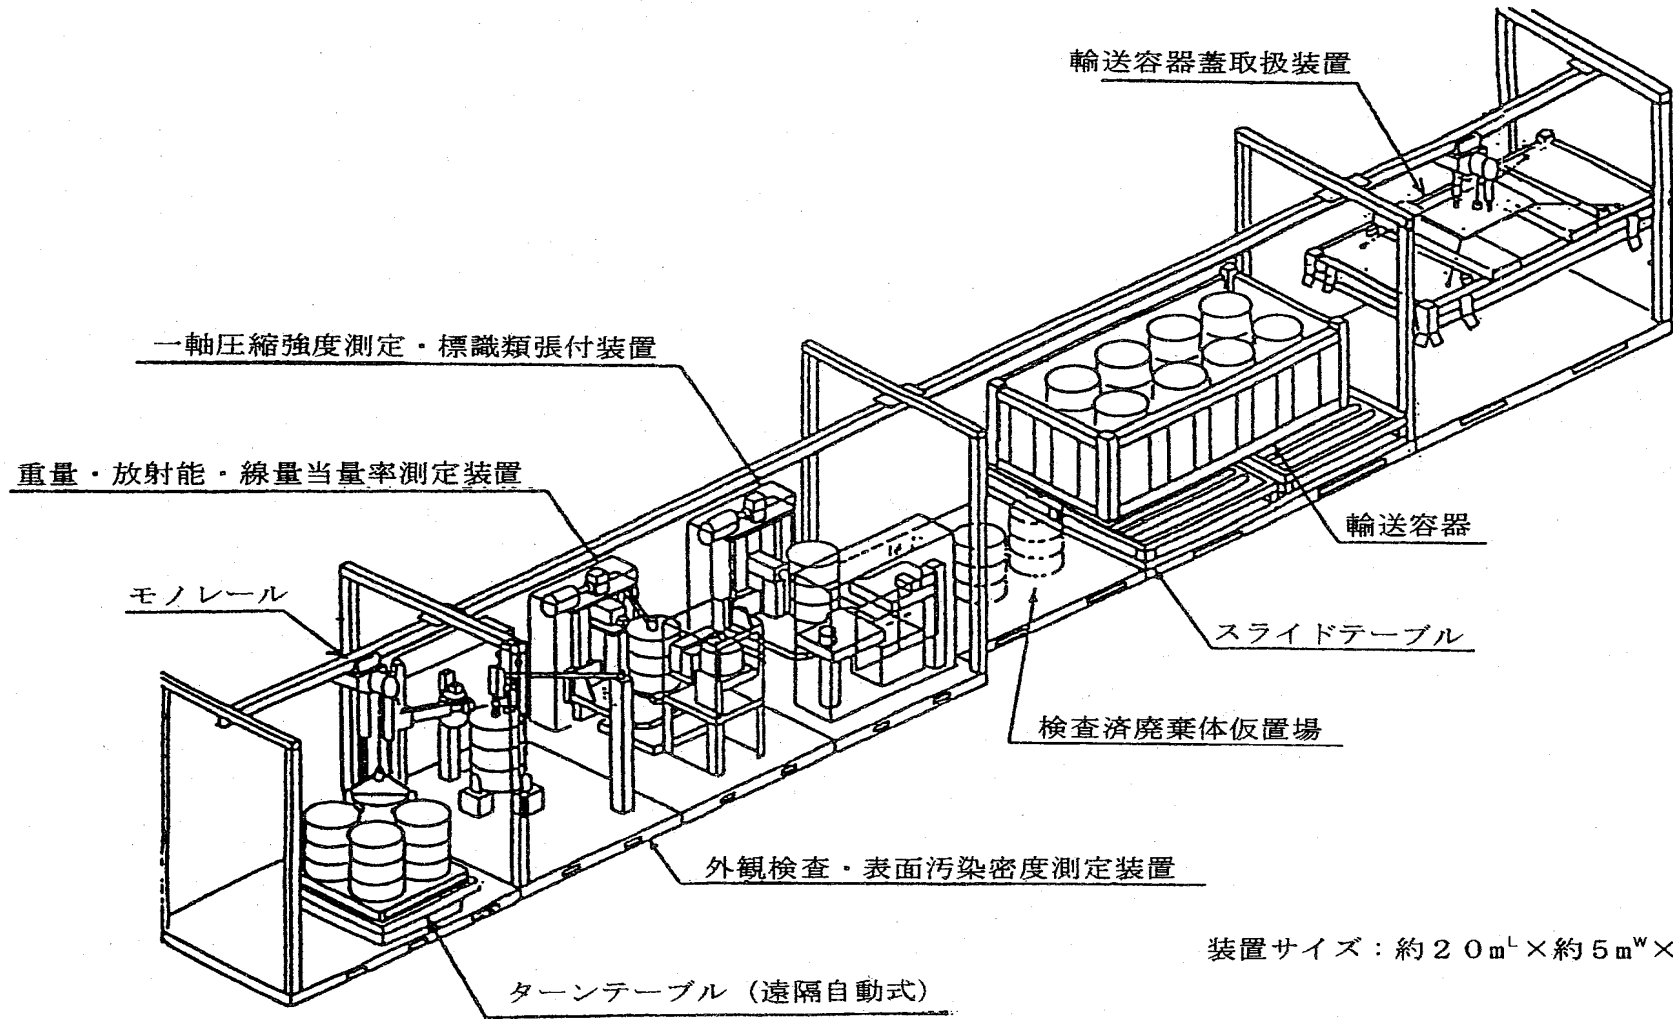 輸送容器蓋取扱装置
一軸圧縮強度測定・標識類張付装置
重量・放射能・線量当量率測定装置
輸送容器
モノレール
スライドテーブル
検査済廃棄体仮置場
外観検査・表面汚染密度測定装置
装置サイズ：約２０mᴸ×約５mᵂ×
ターンテーブル（遠隔自動式）